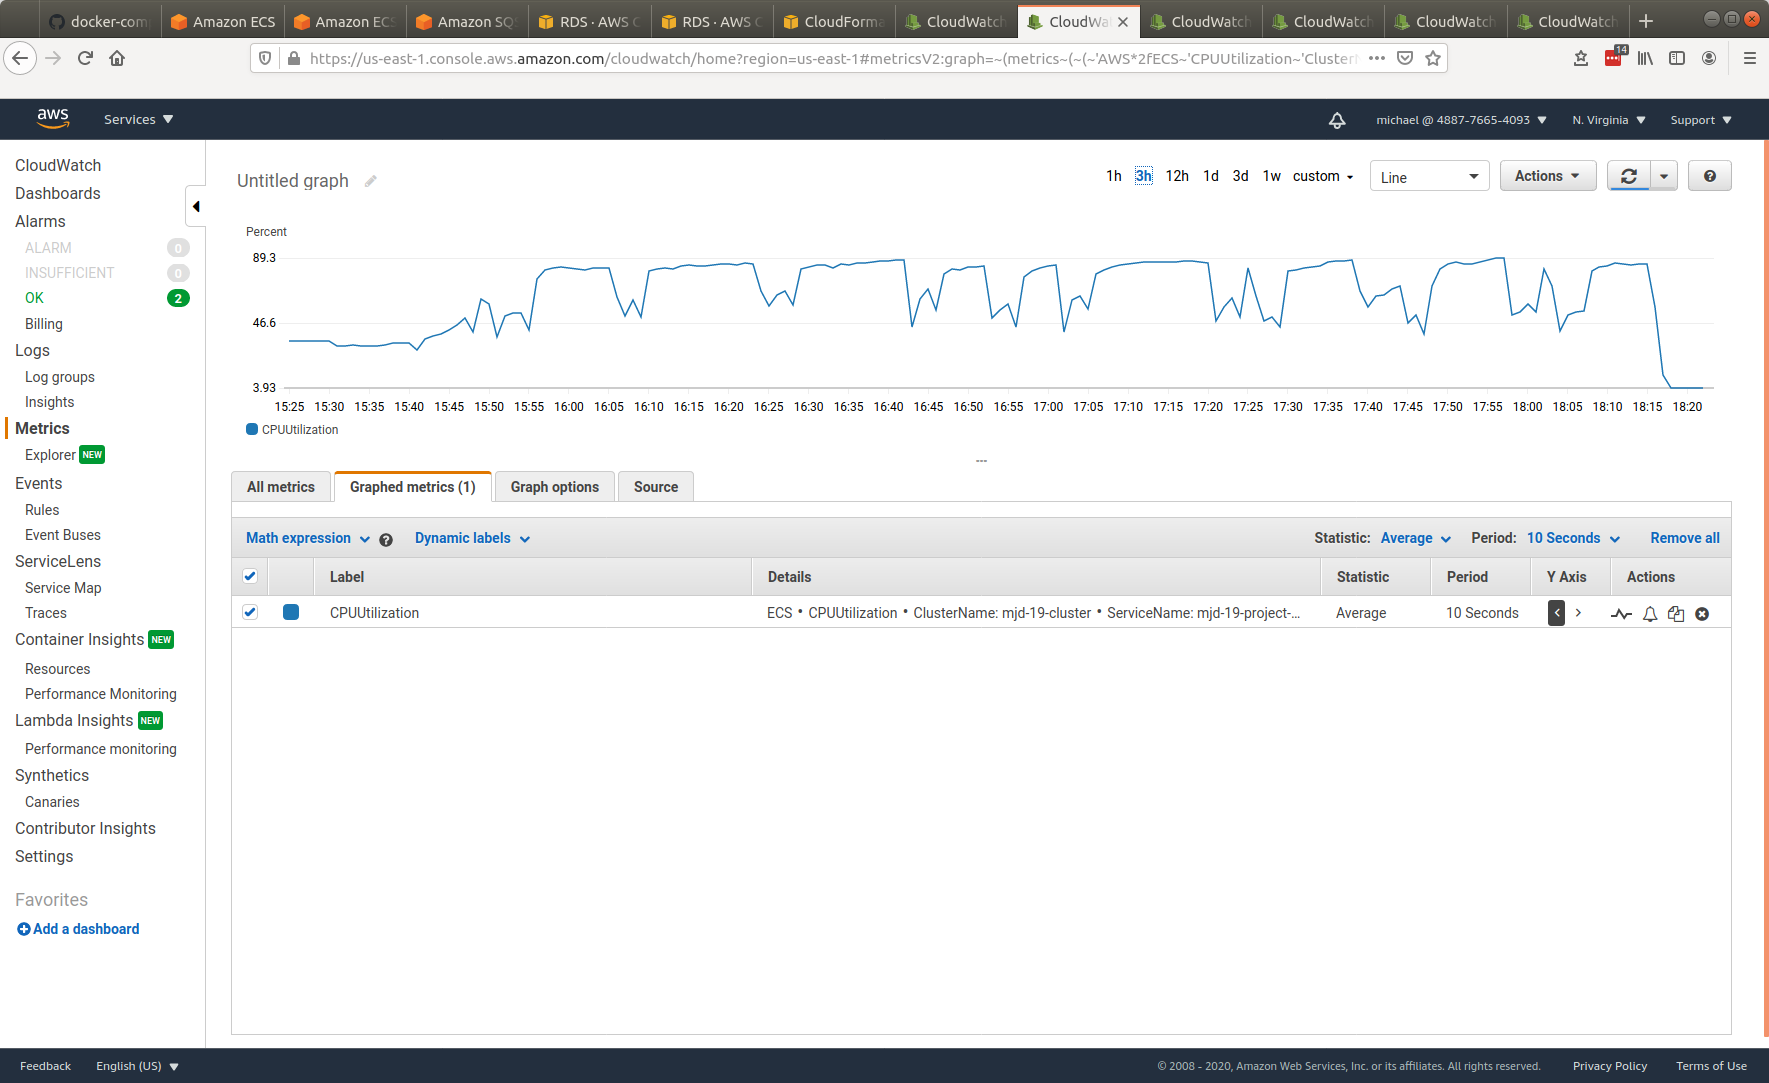 docker-com
Amazon ECS
Amazon ECS
Amazon SQS
RDS · AWS C
RDS · AWS C
CloudForma
CloudWatch
CloudWa
CloudWatch
CloudWatch
CloudWatch
CloudWatch
https://us-east-1.console.aws.amazon.com/cloudwatch/home?region=us-east-1#metricsV2:graph=~(metrics~(~(~'AWS*2fECS~'CPUUtilization~'Cluster
14
aws
Services
michael @ 4887-7665-4093
N. Virginia
Support
CloudWatch
Dashboards
Alarms
ALARM 0
INSUFFICIENT 0
OK 2
Billing
Logs
Log groups
Insights
Metrics
Explorer NEW
Events
Rules
Event Buses
ServiceLens
Service Map
Traces
Container Insights NEW
Resources
Performance Monitoring
Lambda Insights NEW
Performance monitoring
Synthetics
Canaries
Contributor Insights
Settings
Favorites
Add a dashboard
Untitled graph
1h 3h 12h 1d 3d 1w custom
Line
Actions
Percent
89.3
46.6
3.93
15:25 15:30 15:35 15:40 15:45 15:50 15:55 16:00 16:05 16:10 16:15 16:20 16:25 16:30 16:35 16:40 16:45 16:50 16:55 17:00 17:05 17:10 17:15 17:20 17:25 17:30 17:35 17:40 17:45 17:50 17:55 18:00 18:05 18:10 18:15 18:20
CPUUtilization
All metrics
Graphed metrics (1)
Graph options
Source
Math expression
Dynamic labels
Statistic: Average
Period: 10 Seconds
Remove all
Label Details Statistic Period Y Axis Actions
CPUUtilization ECS • CPUUtilization • ClusterName: mjd-19-cluster • ServiceName: mjd-19-project-... Average 10 Seconds < >
Feedback
English (US)
© 2008 - 2020, Amazon Web Services, Inc. or its affiliates. All rights reserved.
Privacy Policy
Terms of Use